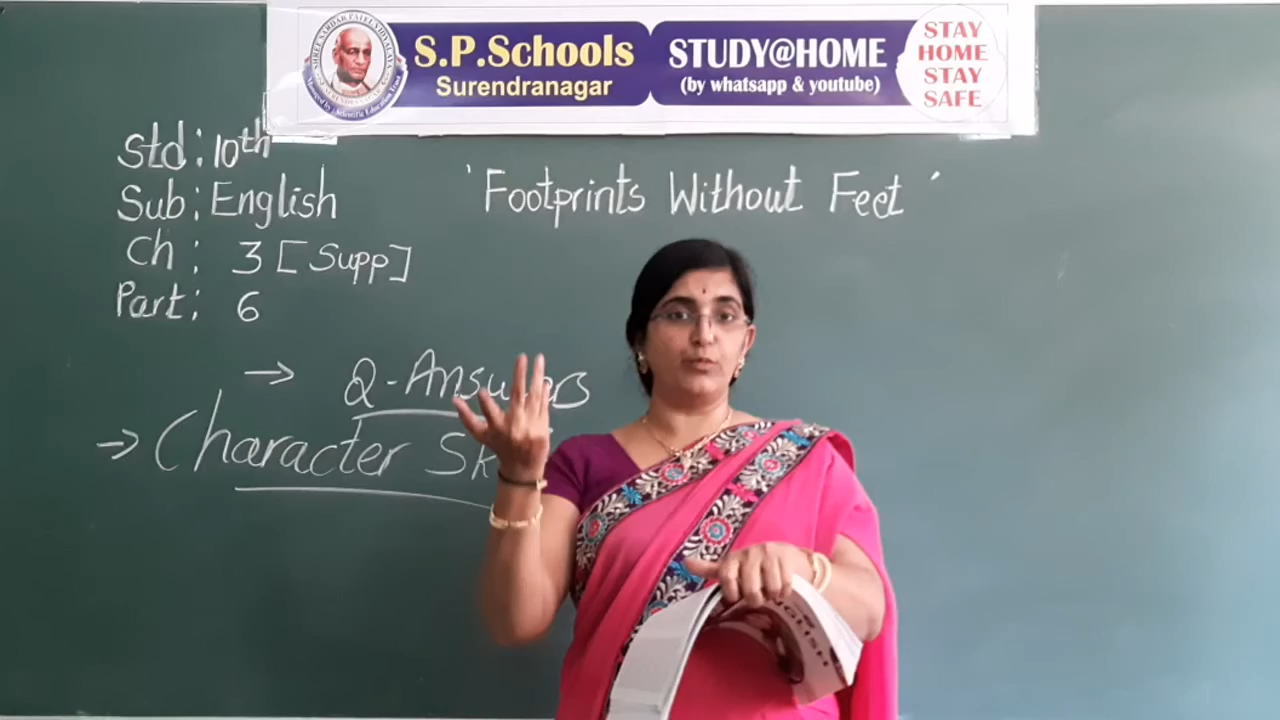 S.P.Schools
Surendranagar
STUDY@HOME
(by whatsapp & youtube)
STAY
HOME
STAY
SAFE
Std: 10th
Sub: English
Ch: 3 [Supp]
Part: 6
'Footprints Without Feet'
→ Q-Answers
→ Character Sk
ENGLISH